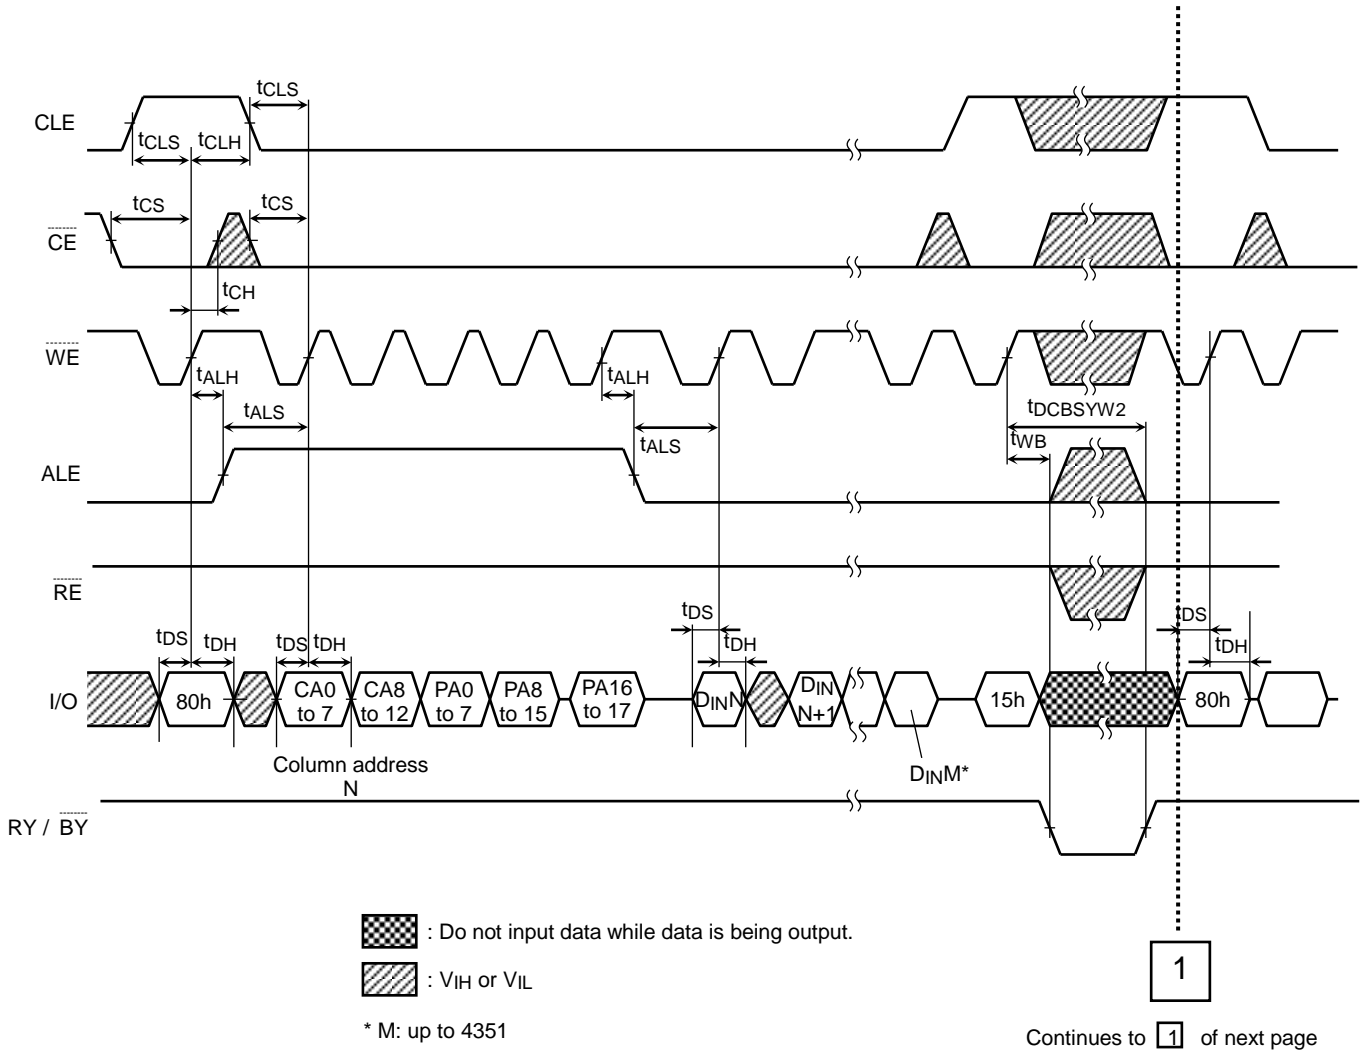 tCLS
CLE
tCLS tCLH
tCS tCS
CE
tCH
WE
tALH tALH
tALS tDCBSYW2
tALS tWB
ALE
RE
tDS tDS
tDS tDH tDS tDH tDH tDH
I/O 80h CA0 to 7 CA8 to 12 PA0 to 7 PA8 to 15 PA16 to 17 DINN DIN N+1 15h 80h
DINM*
Column address
N
RY / BY
: Do not input data while data is being output.
: VIH or VIL
1
* M: up to 4351
Continues to 1 of next page